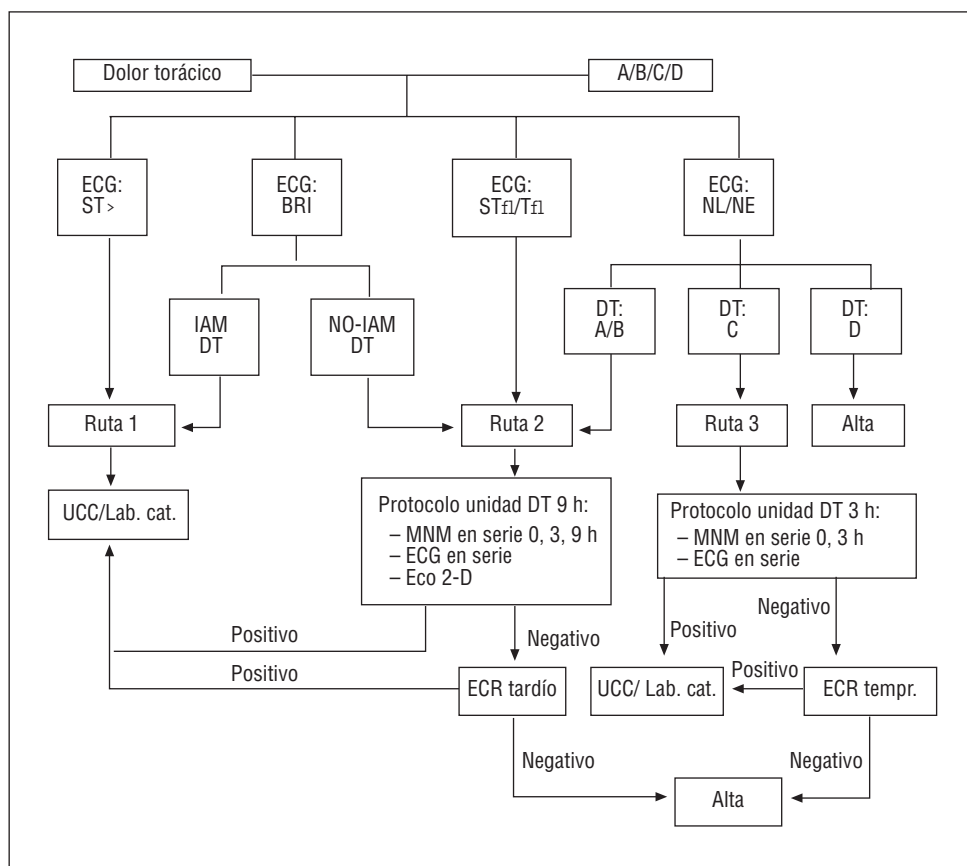 Dolor torácico
A/B/C/D
ECG:
ST>
ECG:
BRI
ECG:
STfl/Tfl
ECG:
NL/NE
IAM
DT
NO-IAM
DT
DT:
A/B
DT:
C
DT:
D
Ruta 1
Ruta 2
Ruta 3
Alta
UCC/Lab. cat.
Protocolo unidad DT 9 h:
– MNM en serie 0, 3, 9 h
– ECG en serie
– Eco 2-D
Protocolo unidad DT 3 h:
– MNM en serie 0, 3 h
– ECG en serie
Positivo
Negativo
Positivo
Negativo
Positivo
ECR tardío
UCC/ Lab. cat.
Positivo
ECR tempr.
Negativo
Negativo
Alta